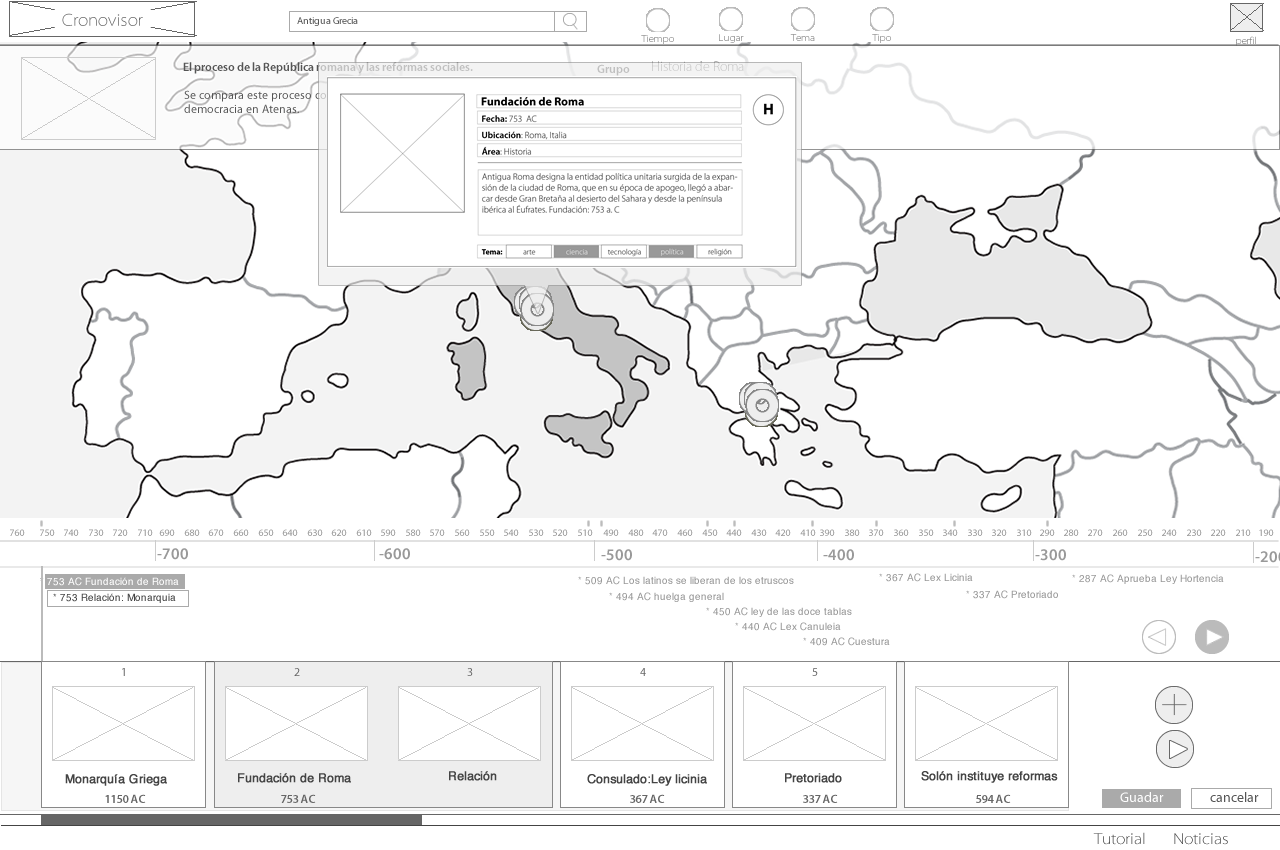 Cronovisor
Antigua Grecia
Tiempo
Lugar
Tema
Tipo
perfil
El proceso de la República romana y las reformas sociales.
Grupo
Historia de Roma
Se compara este proceso co
democracia en Atenas.
Fundación de Roma
H
Fecha: 753 AC
Ubicación: Roma, Italia
Área: Historia
Antigua Roma designa la entidad política unitaria surgida de la expan-
sión de la ciudad de Roma, que en su época de apogeo, llegó a abar-
car desde Gran Bretaña al desierto del Sahara y desde la península
ibérica al Éufrates. Fundación: 753 a. C
Tema: arte ciencia tecnología política religión
760 750 740 730 720 710 690 680 690 630 620 610 590 580 570 560 550 540 530 520 510 490 480 470 460 450 440 430 420 410 390 380 370 360 350 340 330 320 310 290 280 270 260 250 240 230 220 210 190
-700 -600 -500 -400 -300 -200
753 AC Fundación de Roma
* 753 Relación: Monarquia
* 509 AC Los latinos se liberan de los etruscos
* 494 AC huelga general
* 450 AC ley de las doce tablas
* 440 AC Lex Canuleia
* 409 AC Cuestura
* 367 AC Lex Licinia
* 337 AC Pretoriado
* 287 AC Aprueba Ley Hortencia
1
Monarquía Griega
1150 AC
2
Fundación de Roma
753 AC
3
Relación
4
Consulado:Ley licinia
367 AC
5
Pretoriado
337 AC
Solón instituye reformas
594 AC
Guadar
cancelar
Tutorial
Noticias